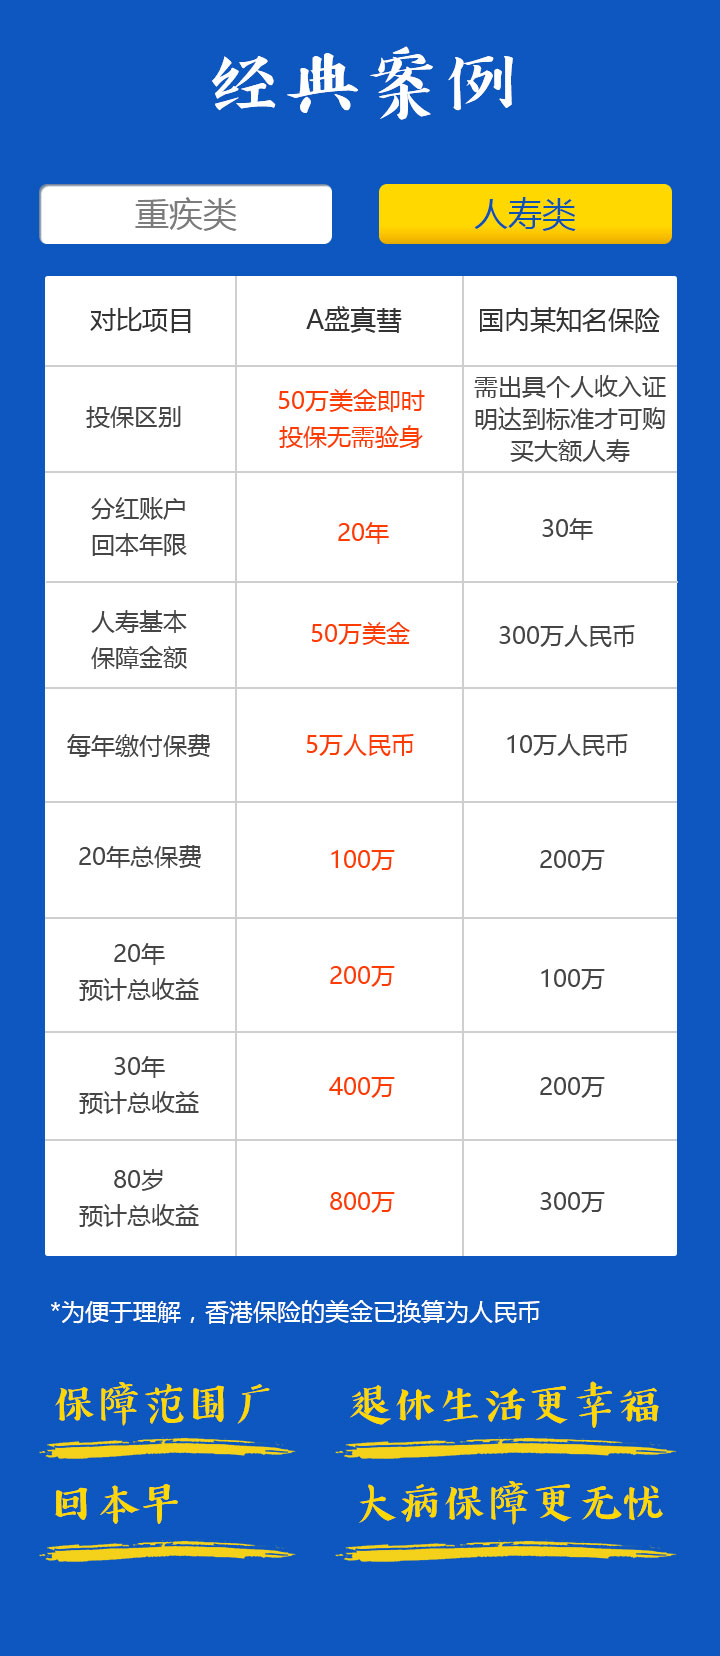 经典案例
重疾类
人寿类
对比项目
A盛真彗
国内某知名保险
投保区别
50万美金即时
投保无需验身
需出具个人收入证
明达到标准才可购
买大额人寿
分红账户
回本年限
20年
30年
人寿基本
保障金额
50万美金
300万人民币
每年缴付保费
5万人民币
10万人民币
20年总保费
100万
200万
20年
预计总收益
200万
100万
30年
预计总收益
400万
200万
80岁
预计总收益
800万
300万
*为便于理解，香港保险的美金已换算为人民币
保障范围广
退休生活更幸福
回本早
大病保障更无忧